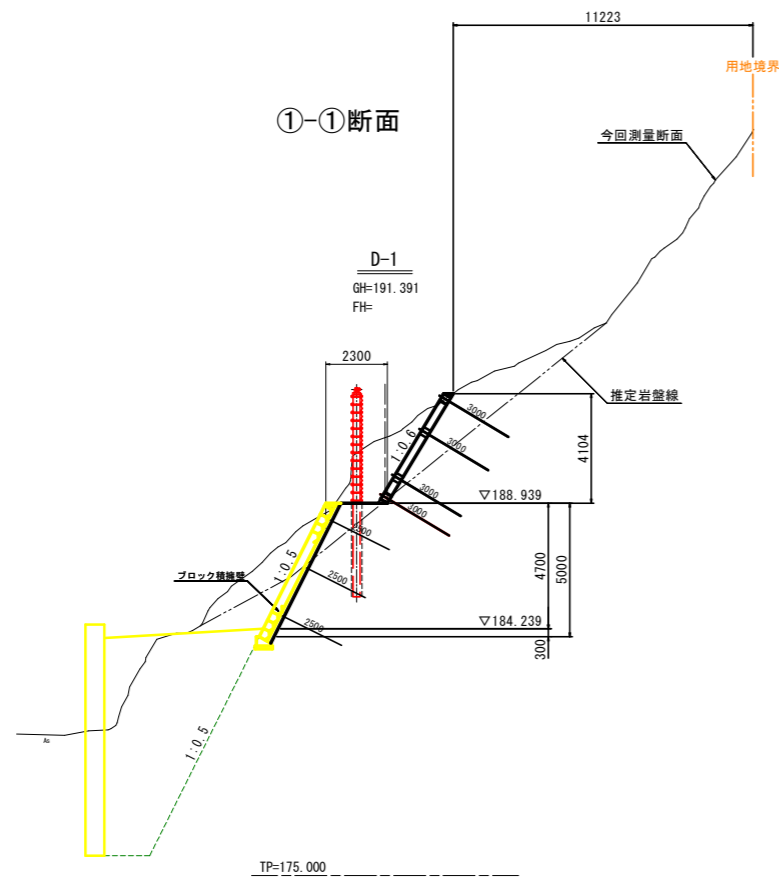 11223
用地境界
①-①断面
今回測量断面
D-1
GH=191.391
FH=
2300
推定岩盤線
3000
1:0.6
3000
4104
3000
▽188.939
3000
2500
4700
5000
ブロック積擁壁
1:0.5
2500
2500
▽184.239
300
1:0.5
As
TP=175.000